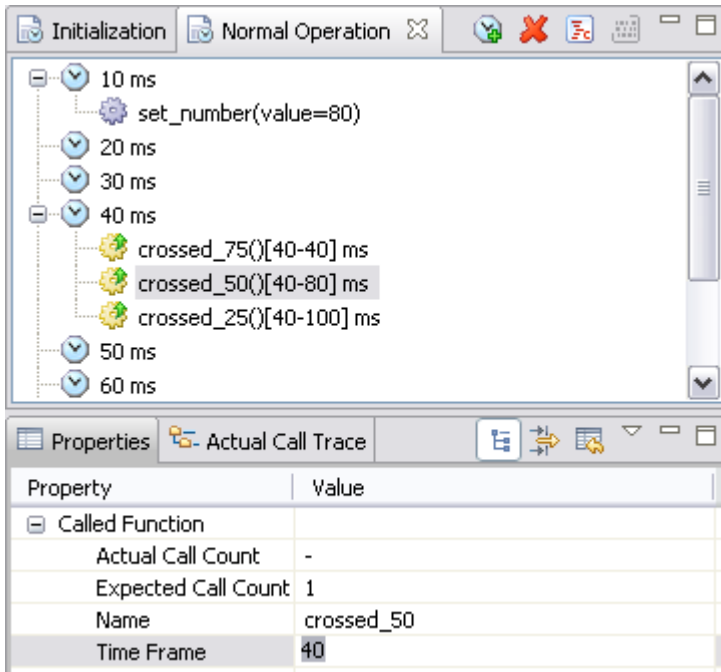 Initialization
Normal Operation
10 ms
set_number(value=80)
20 ms
30 ms
40 ms
crossed_75()[40-40] ms
crossed_50()[40-80] ms
crossed_25()[40-100] ms
50 ms
60 ms
Properties Actual Call Trace
Property Value
Called Function
Actual Call Count -
Expected Call Count 1
Name crossed_50
Time Frame 40